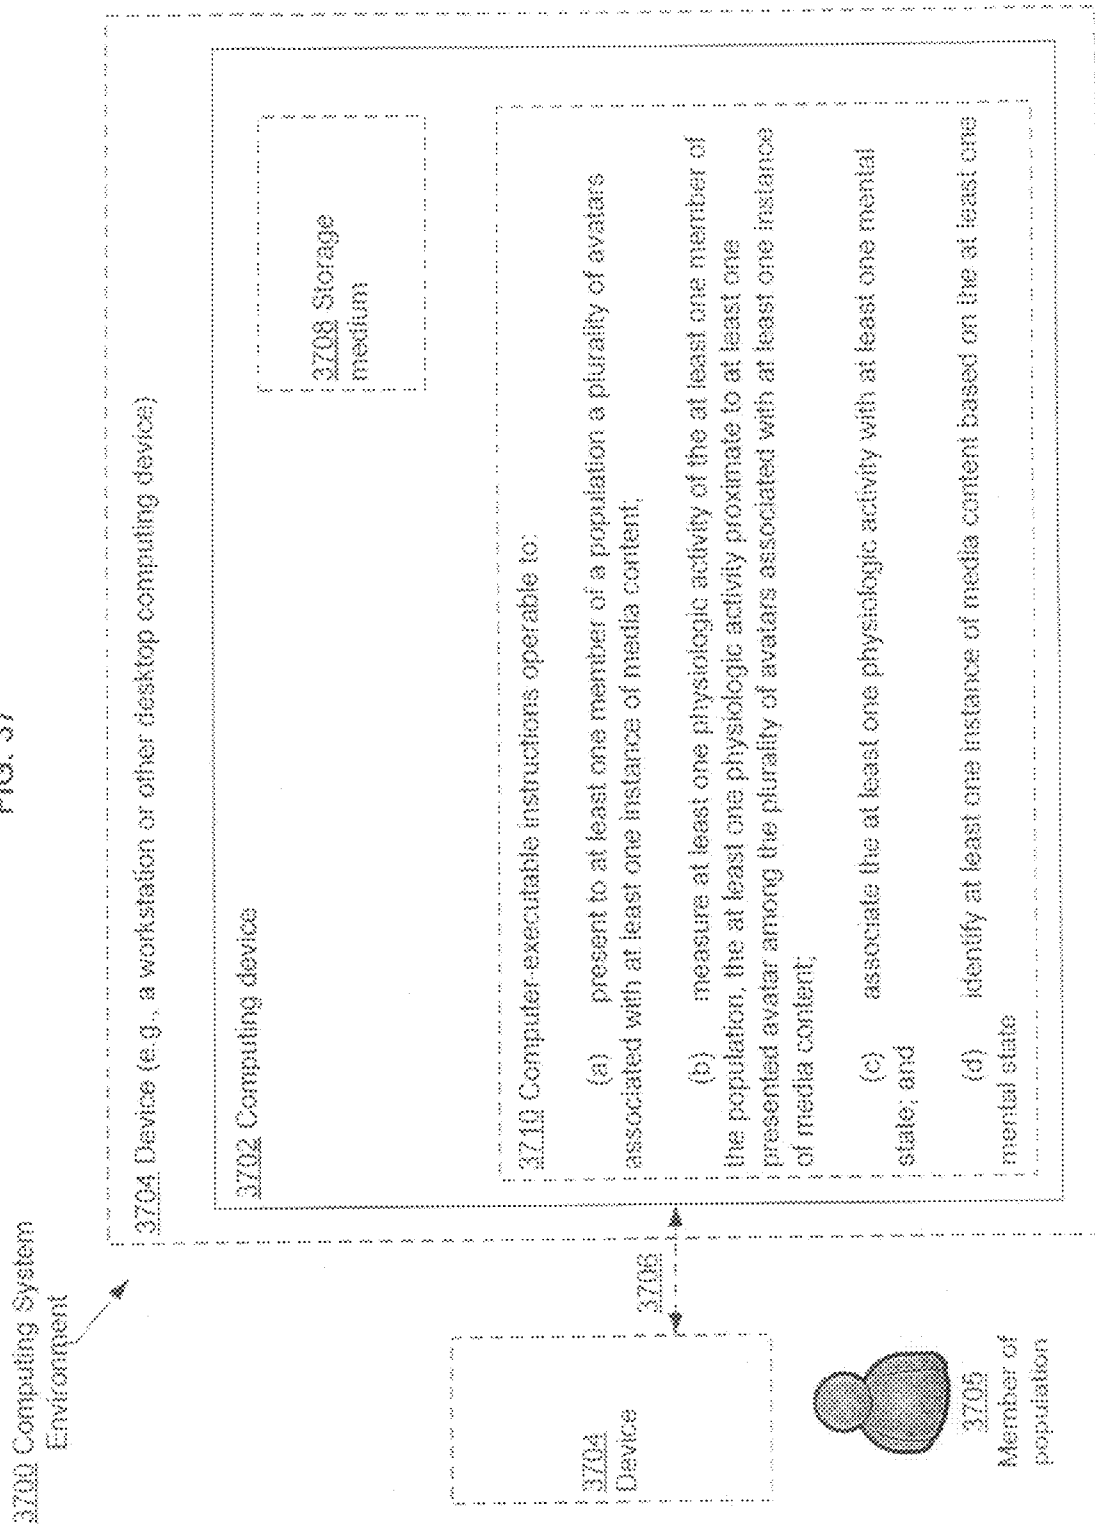 FIG. 37
3700 Computing System
Environment
3704 Device (e.g., a workstation or other desktop computing device)
3702 Computing device
3708 Storage
medium
3710 Computer-executable instructions operable to:
(a) present to at least one member of a population a plurality of avatars
associated with at least one instance of media content;
(b) measure at least one physiologic activity of the at least one member of
the population, the at least one physiologic activity proximate to at least one
presented avatar among the plurality of avatars associated with at least one instance
of media content;
(c) associate the at least one physiologic activity with at least one mental
state; and
(d) identify at least one instance of media content based on the at least one
mental state
3706
3704
Device
3705
Member of
population